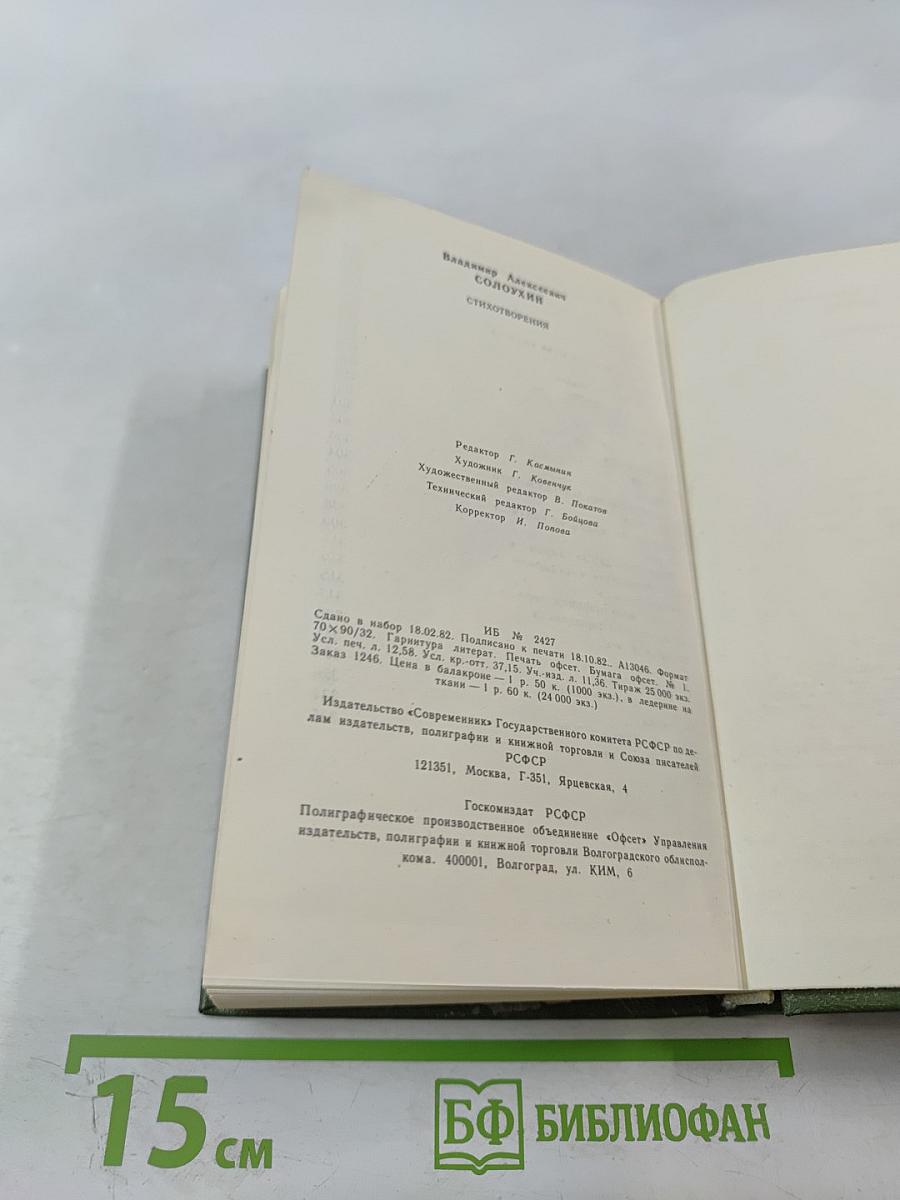 Владимир Алексеевич
СОЛОУХИН
СТИХОТВОРЕНИЯ
Редактор Г. Касмынин
Художник Г. Ковенчук
Художественный редактор В. Покатов
Технический редактор Г. Бойцова
Корректор И. Попова
ИБ № 2427
Сдано в набор 18.02.82. Подписано к печати 18.10.82.. А13046. Формат
70×90/32. Гарнитура литерат. Печать офсет. Бумага офсет. № 1.
Усл. печ. л. 12,58. Усл. кр.-отт. 37,15. Уч.-изд. л. 11,36. Тираж 25 000 экз.
Заказ 1246. Цена в балакроне — 1 р. 50 к. (1000 экз.), в ледерине на
ткани — 1 р. 60 к. (24 000 экз.)
Издательство «Современник» Государственного комитета РСФСР по де-
лам издательств, полиграфии и книжной торговли и Союза писателей
РСФСР
121351, Москва, Г-351, Ярцевская, 4
Госкомиздат РСФСР
Полиграфическое производственное объединение «Офсет» Управления
издательств, полиграфии и книжной торговли Волгоградского облиспол-
кома. 400001, Волгоград, ул. КИМ, 6
15 см
БФ БИБЛИОФАН